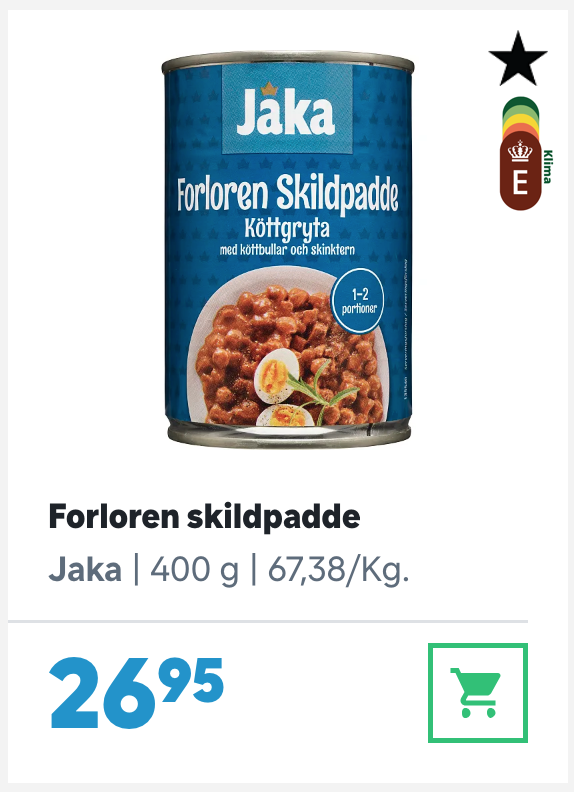 Jaka
Forloren Skildpadde
Köttgryta
med köttbullar och skinktern
1-2
portioner
E
Klima
Forloren skildpadde
Jaka | 400 g | 67,38/Kg.
26⁹⁵